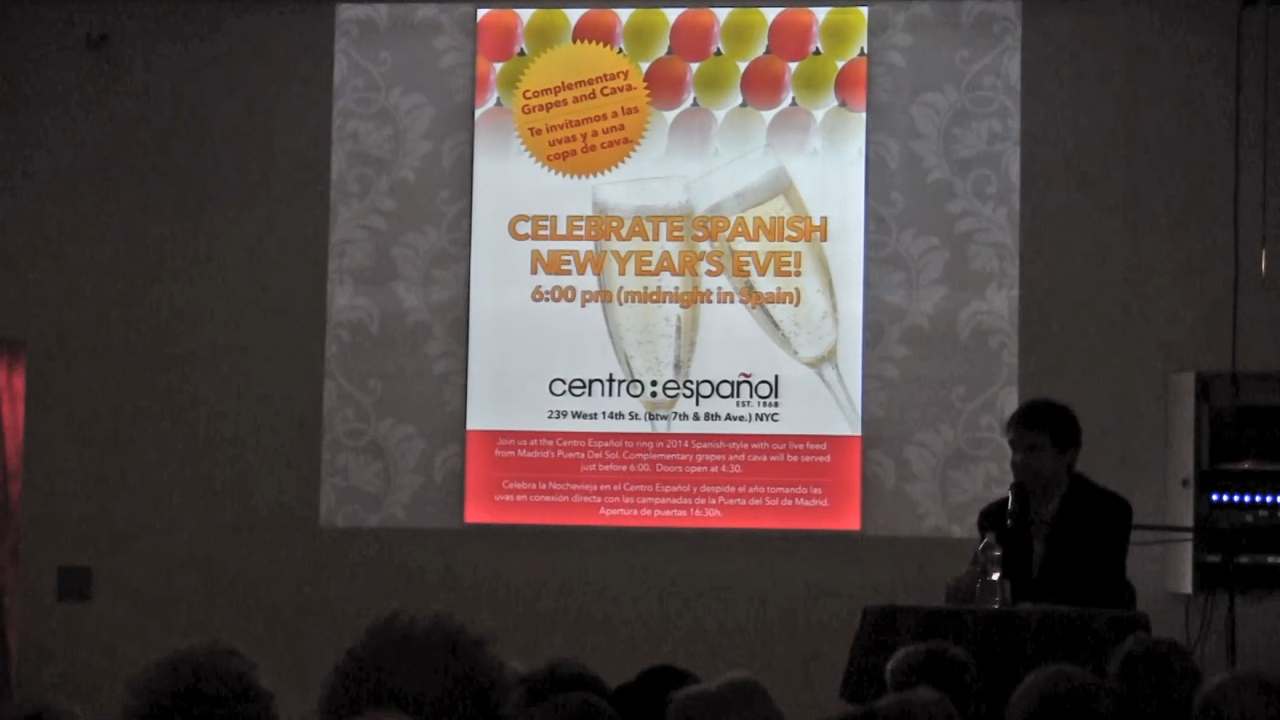 Complementary
Grapes and Cava.
Te invitamos a las
uvas y a una
copa de cava.
CELEBRATE SPANISH
NEW YEAR'S EVE!
6:00 pm (midnight in Spain)
centro:español
EST. 1868
239 West 14th St. (btw 7th & 8th Ave.) NYC
Join us at the Centro Español to ring in 2014 Spanish-style with our live feed
from Madrid's Puerta Del Sol. Complementary grapes and cava will be served
just before 6:00. Doors open at 4:30.
Celebra la Nochevieja en el Centro Español y despide el año tomando las
uvas en conexión directa con las campanadas de la Puerta del Sol de Madrid.
Apertura de puertas 16:30h.